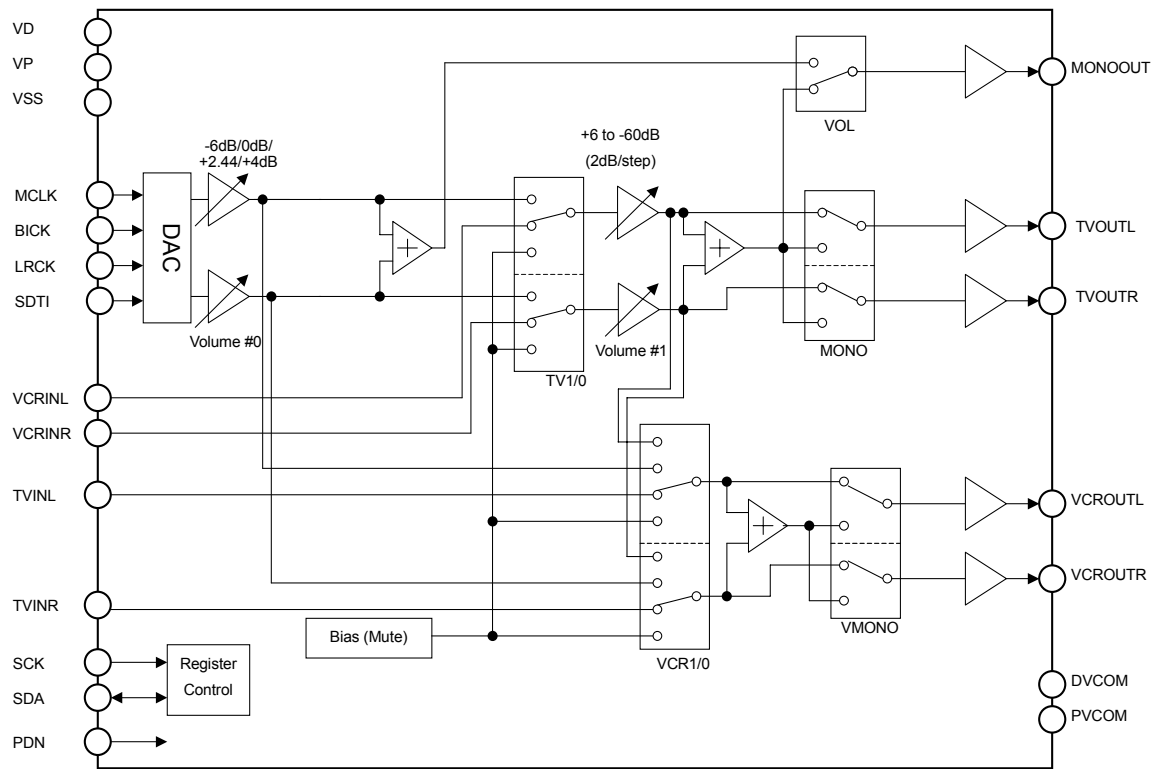 VD
VP
VSS
MCLK
BICK
LRCK
SDTI
VCRINL
VCRINR
TVINL
TVINR
SCK
SDA
PDN
DAC
-6dB/0dB/
+2.44/+4dB
Volume #0
+
TV1/0
+6 to -60dB
(2dB/step)
Volume #1
+
VOL
MONO
Bias (Mute)
Register
Control
VCR1/0
+
VMONO
MONOOUT
TVOUTL
TVOUTR
VCROUTL
VCROUTR
DVCOM
PVCOM